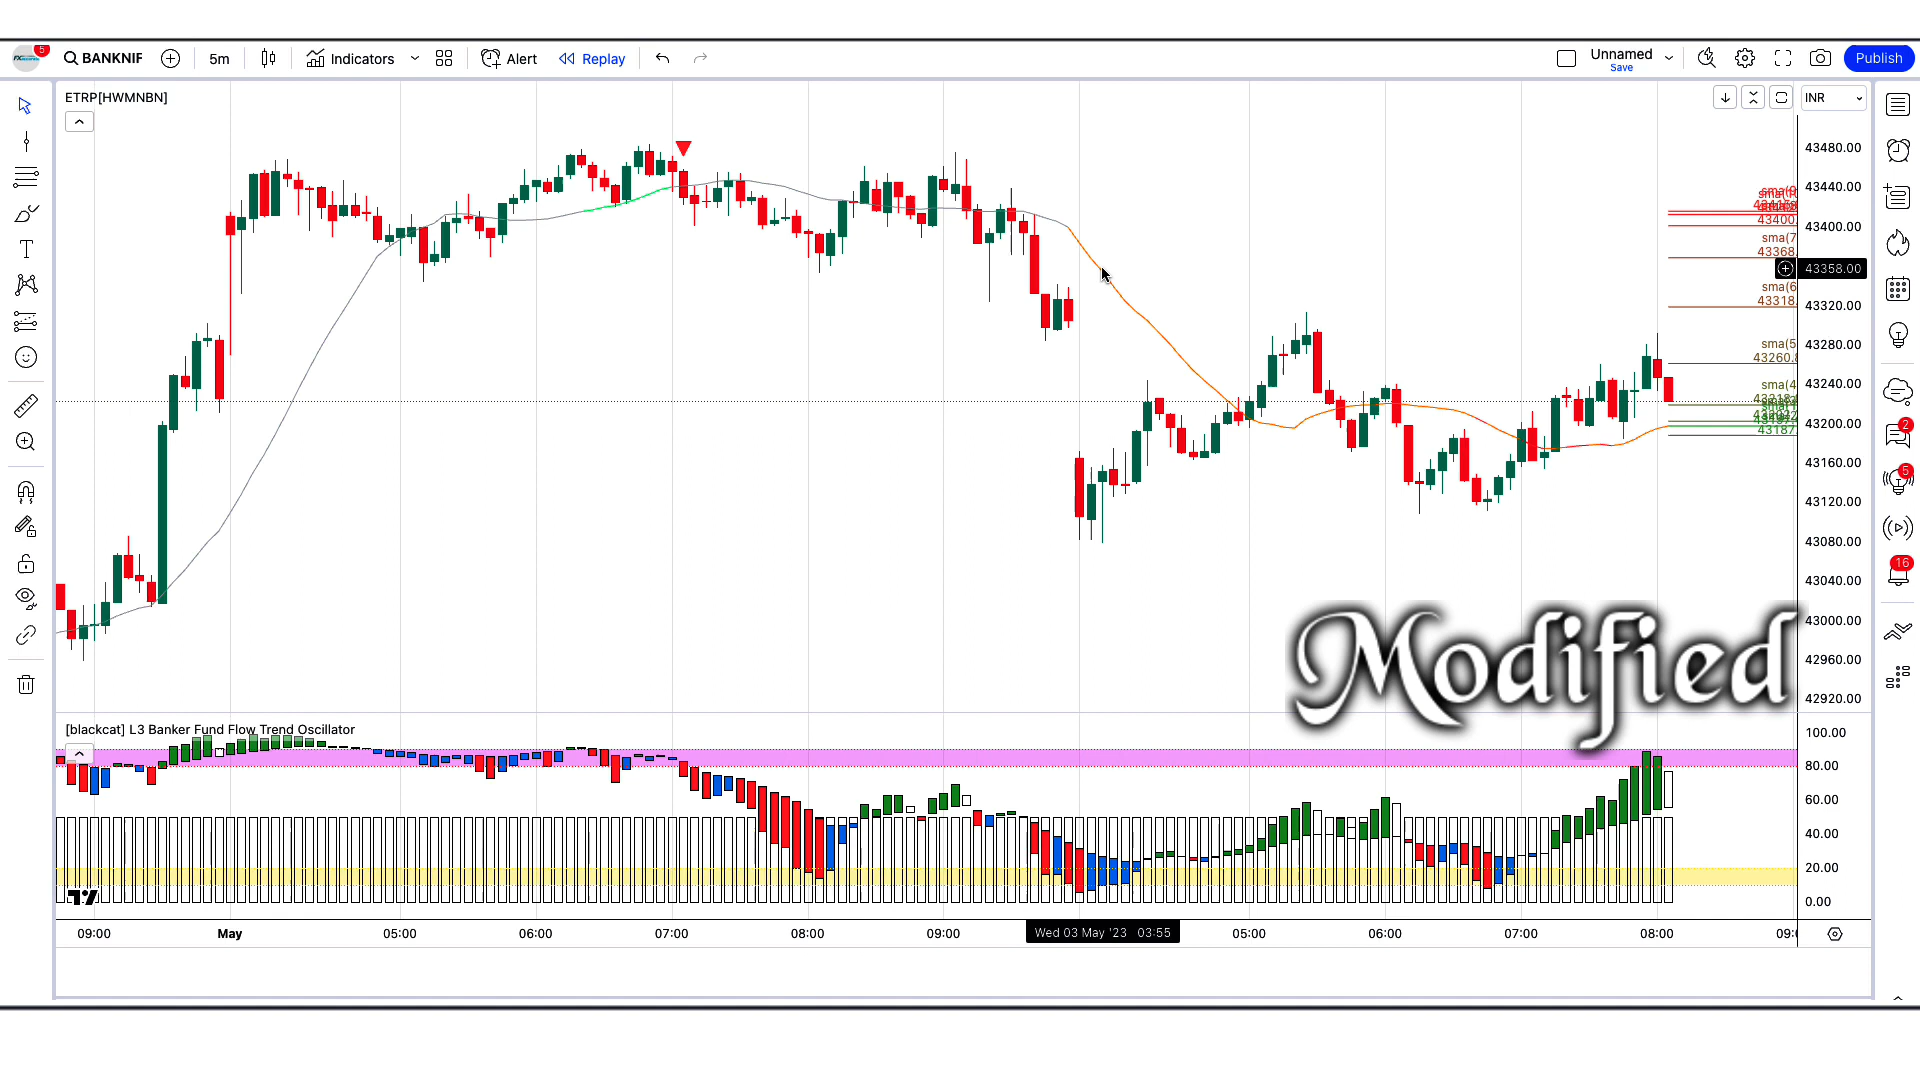 5
BANKNIF
5m
Indicators
Alert
Replay
Unnamed
Save
Publish
ETRP[HWMNBN]
INR
43480.00
43440.00
43400.00
43358.00
43320.00
43280.00
43240.00
43200.00
43160.00
43120.00
43080.00
43040.00
43000.00
42960.00
42920.00
43400.
sma(7
43368.
sma(6
43318.
sma(5
43260.8
sma(4
43187.
2
5
16
Modified
[blackcat] L3 Banker Fund Flow Trend Oscillator
100.00
80.00
60.00
40.00
20.00
0.00
09:00
May
05:00
06:00
07:00
08:00
09:00
Wed 03 May '23 03:55
05:00
06:00
07:00
08:00